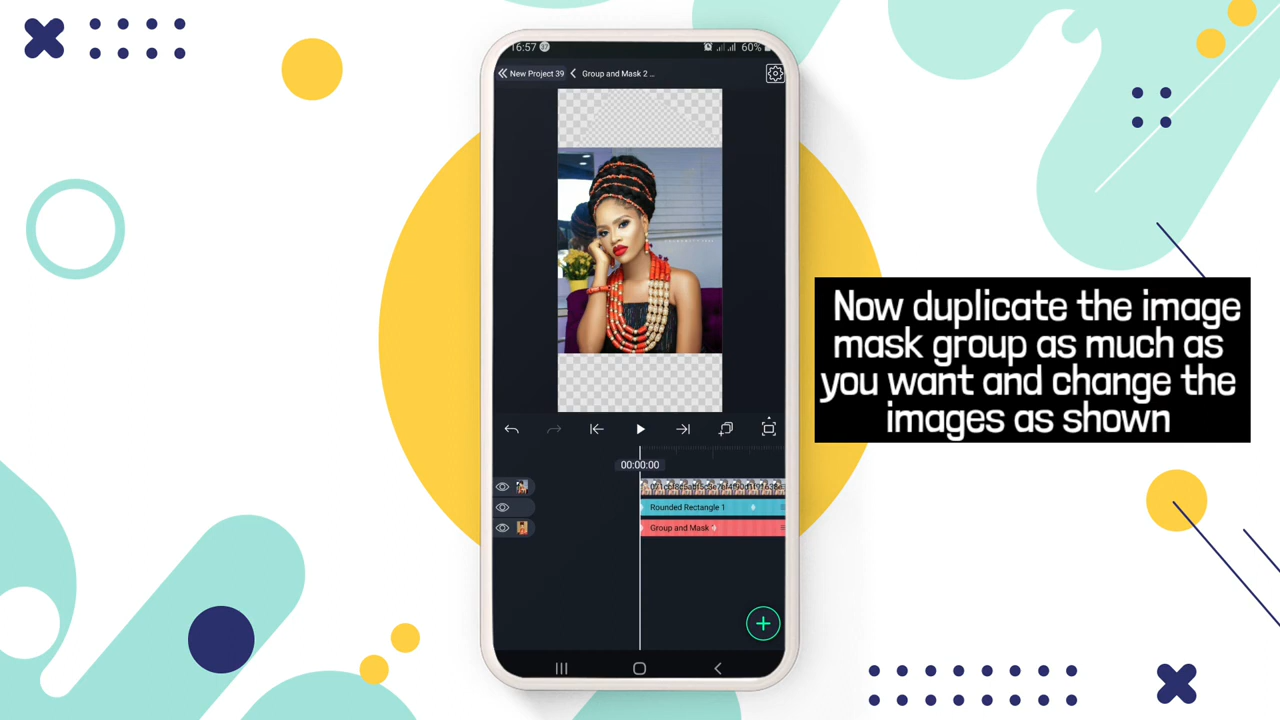 16:57
60%
New Project 39
Group and Mask 2 ...
Now duplicate the image
mask group as much as
you want and change the
images as shown
00:00:00
Rounded Rectangle 1
Group and Mask